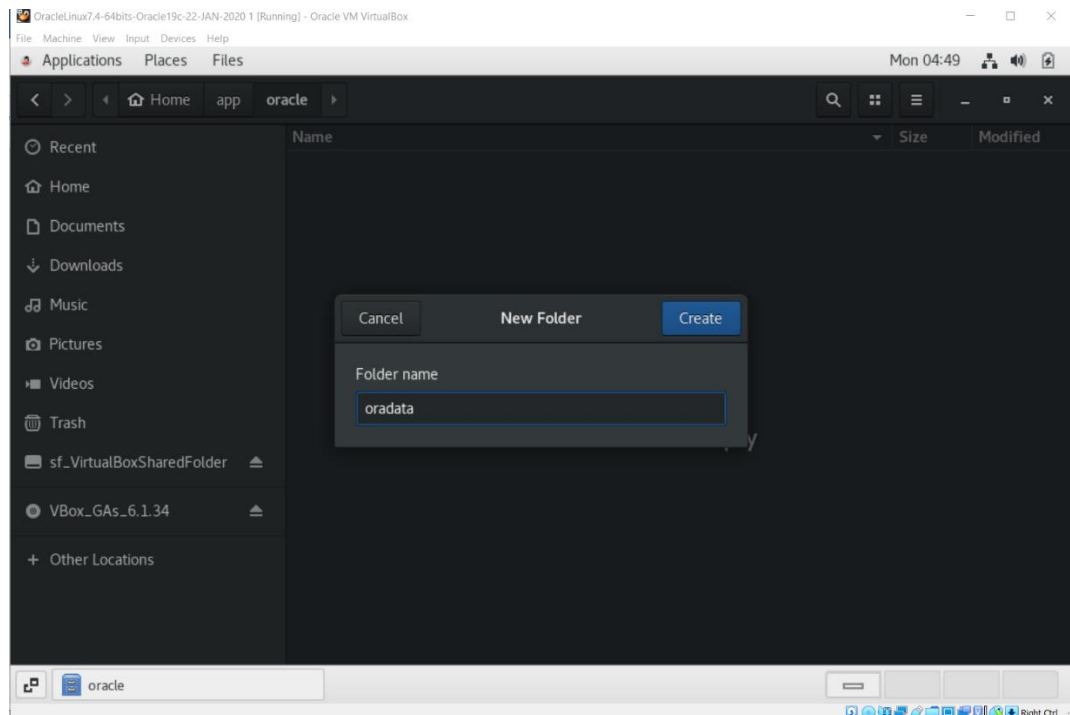 OracleLinux7.4-64bits-Oracle19c-22-JAN-2020 1 [Running] - Oracle VM VirtualBox
File Machine View Input Devices Help
Applications Places Files Mon 04:49
Home app oracle
Name Size Modified
Recent
Home
Documents
Downloads
Music
Pictures
Videos
Trash
sf_VirtualBoxSharedFolder
VBox_GAs_6.1.34
+ Other Locations
Cancel New Folder Create
Folder name
oradata
oracle
Right Ctrl